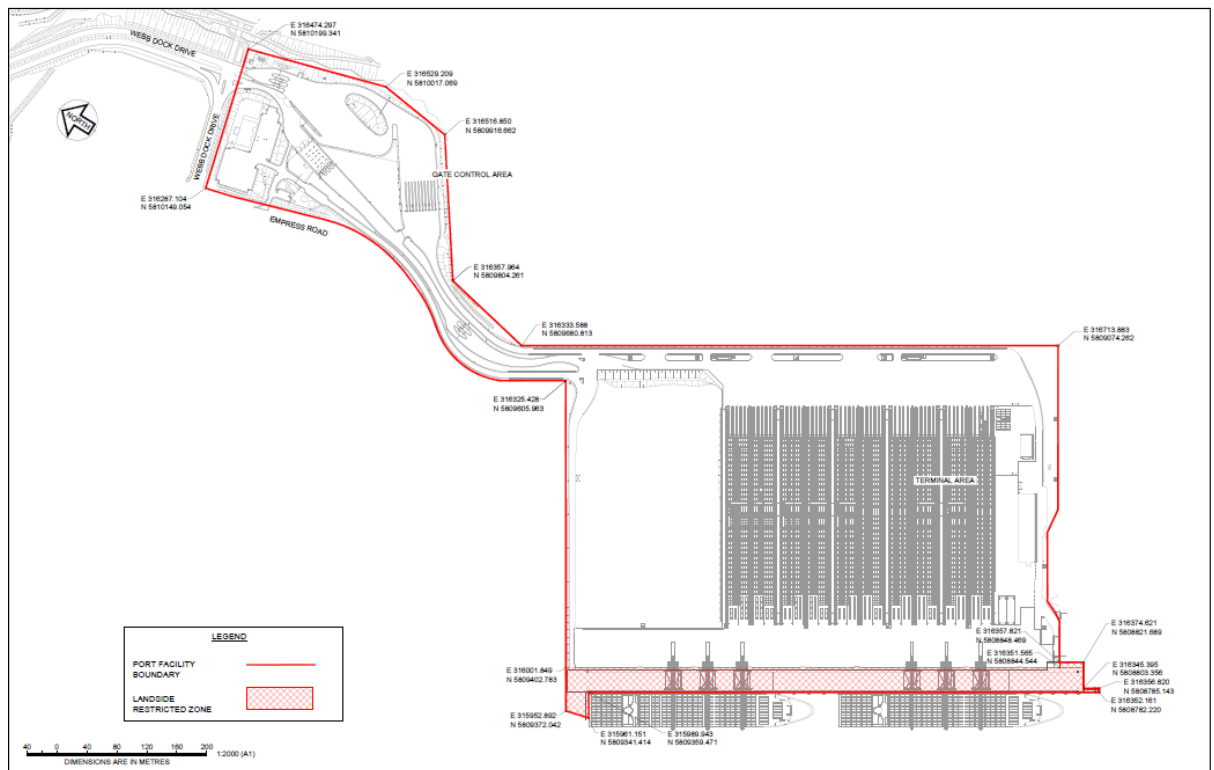 E 316474.297
N 5810199.341
WEBB DOCK DRIVE
E 316529.209
N 5810017.069
NORTH
E 316516.850
N 5809916.662
WEBB DOCK DRIVE
GATE CONTROL AREA
E 316287.104
N 5810149.054
EMPRESS ROAD
E 316357.964
N 5809804.261
E 316333.588
N 5809680.813
E 316713.883
N 5809074.262
E 316325.428
N 5809605.963
TERMINAL AREA
E 316357.821
N 5808848.469
E 316374.621
N 5808821.689
E 316351.565
N 5808844.544
E 316001.849
N 5809402.783
E 316345.395
N 5808803.356
E 316356.820
N 5808785.143
E 316352.161
N 5808782.220
E 315952.892
N 5809372.042
E 315961.151
N 5809341.414
E 315989.943
N 5809359.471
LEGEND
PORT FACILITY
BOUNDARY
LANDSIDE
RESTRICTED ZONE
40 0 40 80 120 160 200
1:2000 (A1)
DIMENSIONS ARE IN METRES